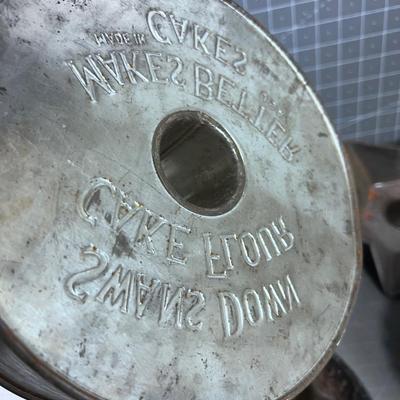 SWANS DOWN
CAKE FLOUR
MAKES BETTER
CAKES
MADE IN